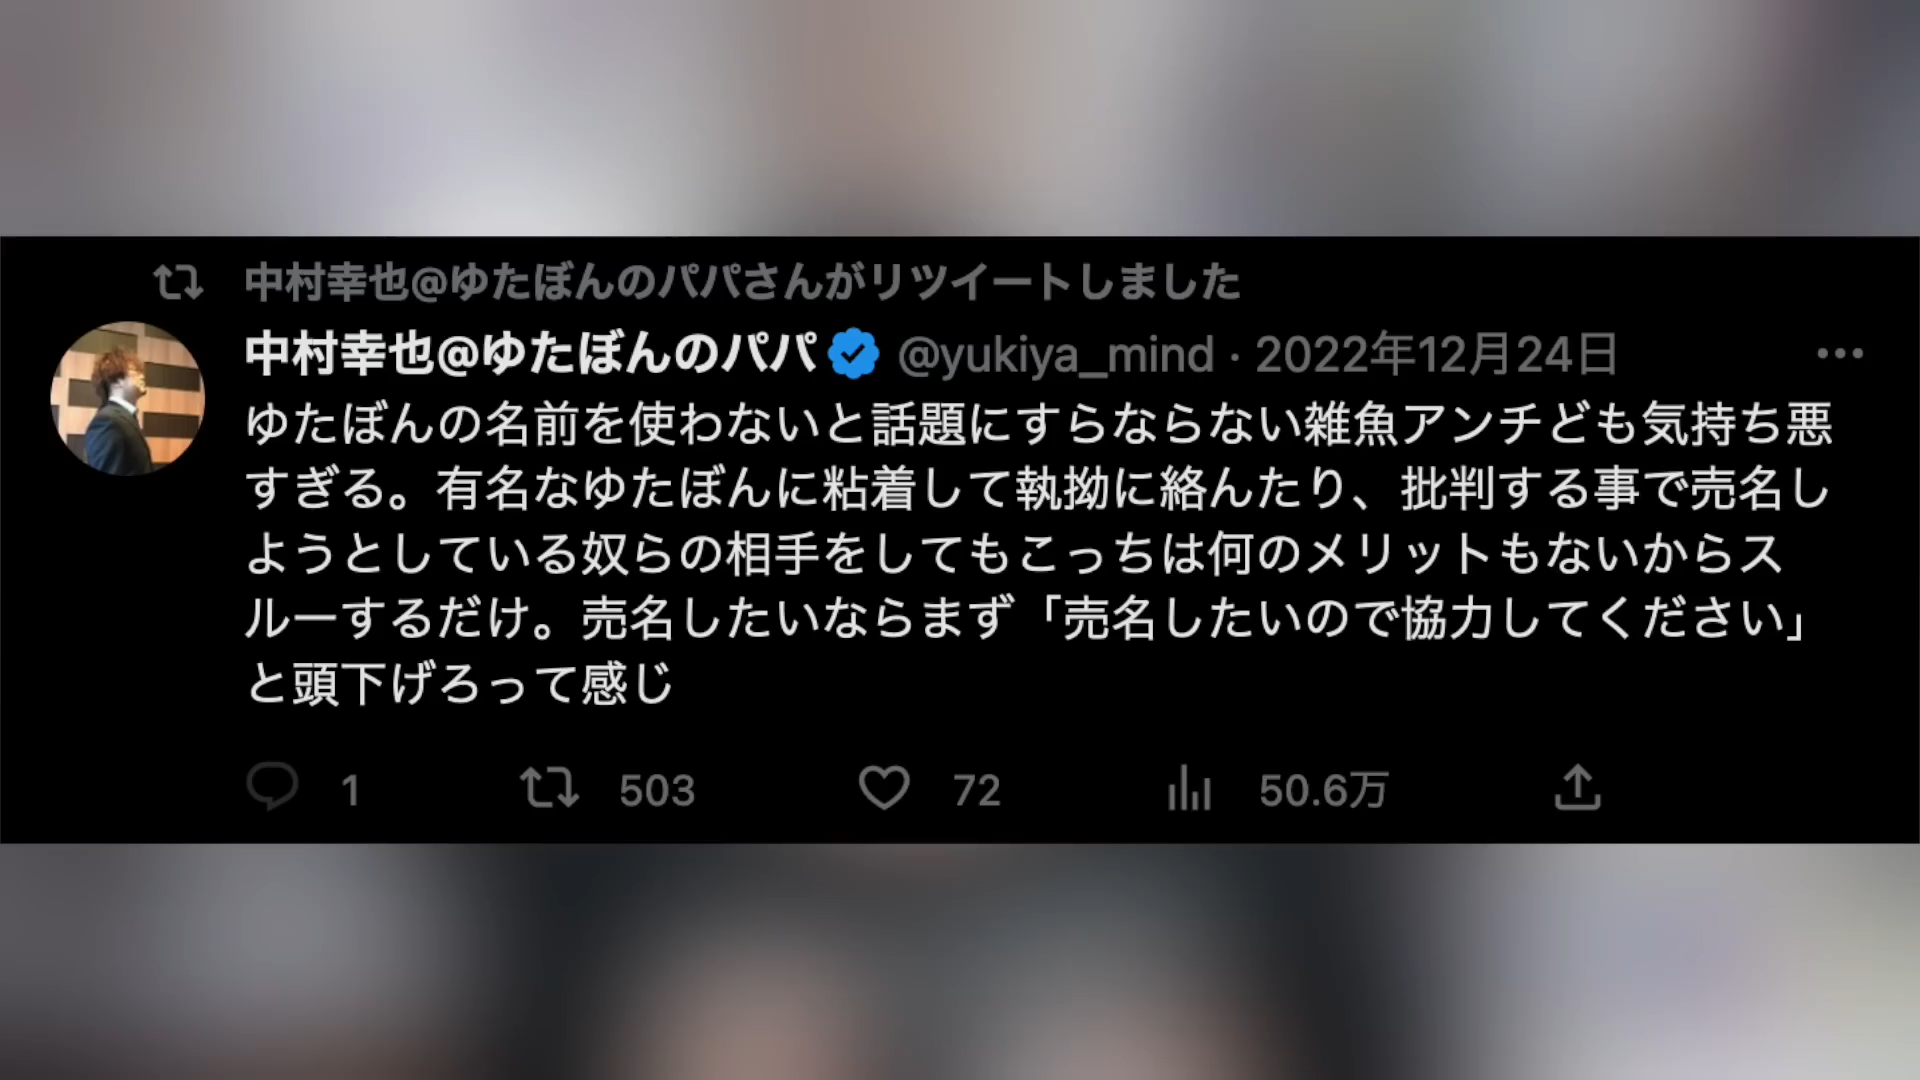 中村幸也@ゆたぼんのパパさんがリツイートしました
中村幸也@ゆたぼんのパパ @yukiya_mind · 2022年12月24日
ゆたぼんの名前を使わないと話題にすらならない雑魚アンチども気持ち悪
すぎる。有名なゆたぼんに粘着して執拗に絡んたり、批判する事で売名し
ようとしている奴らの相手をしてもこっちは何のメリットもないからス
ルーするだけ。売名したいならまず「売名したいので協力してください」
と頭下げろって感じ
1 503 72 50.6万